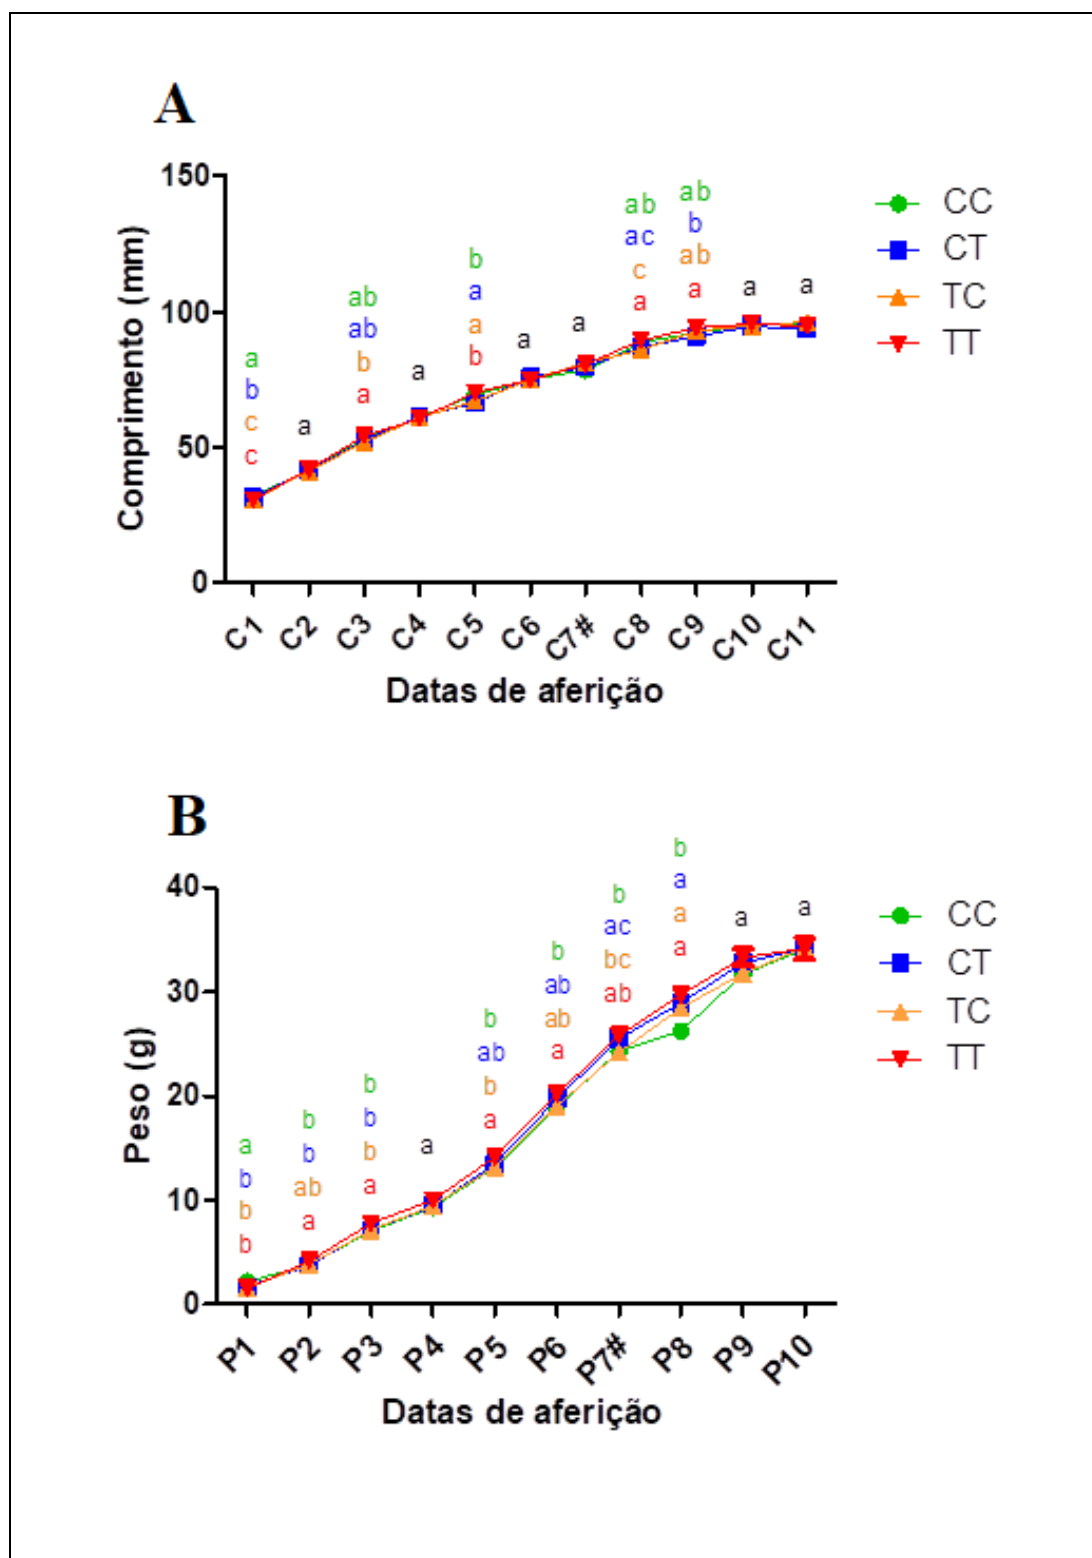 A
Comprimento (mm)
150
100
50
0
a
b
c
c
a
ab
ab
b
a
a
b
a
a
b
a
a
ab
ac
c
a
ab
b
ab
a
a
a
CC
CT
TC
TT
C1 C2 C3 C4 C5 C6 C7# C8 C9 C10 C11
Datas de aferição
B
Peso (g)
40
30
20
10
0
a
b
b
b
b
b
ab
a
b
b
b
a
a
b
ab
b
a
b
ab
ab
a
b
ac
bc
ab
b
a
a
a
a
a
CC
CT
TC
TT
P1 P2 P3 P4 P5 P6 P7# P8 P9 P10
Datas de aferição